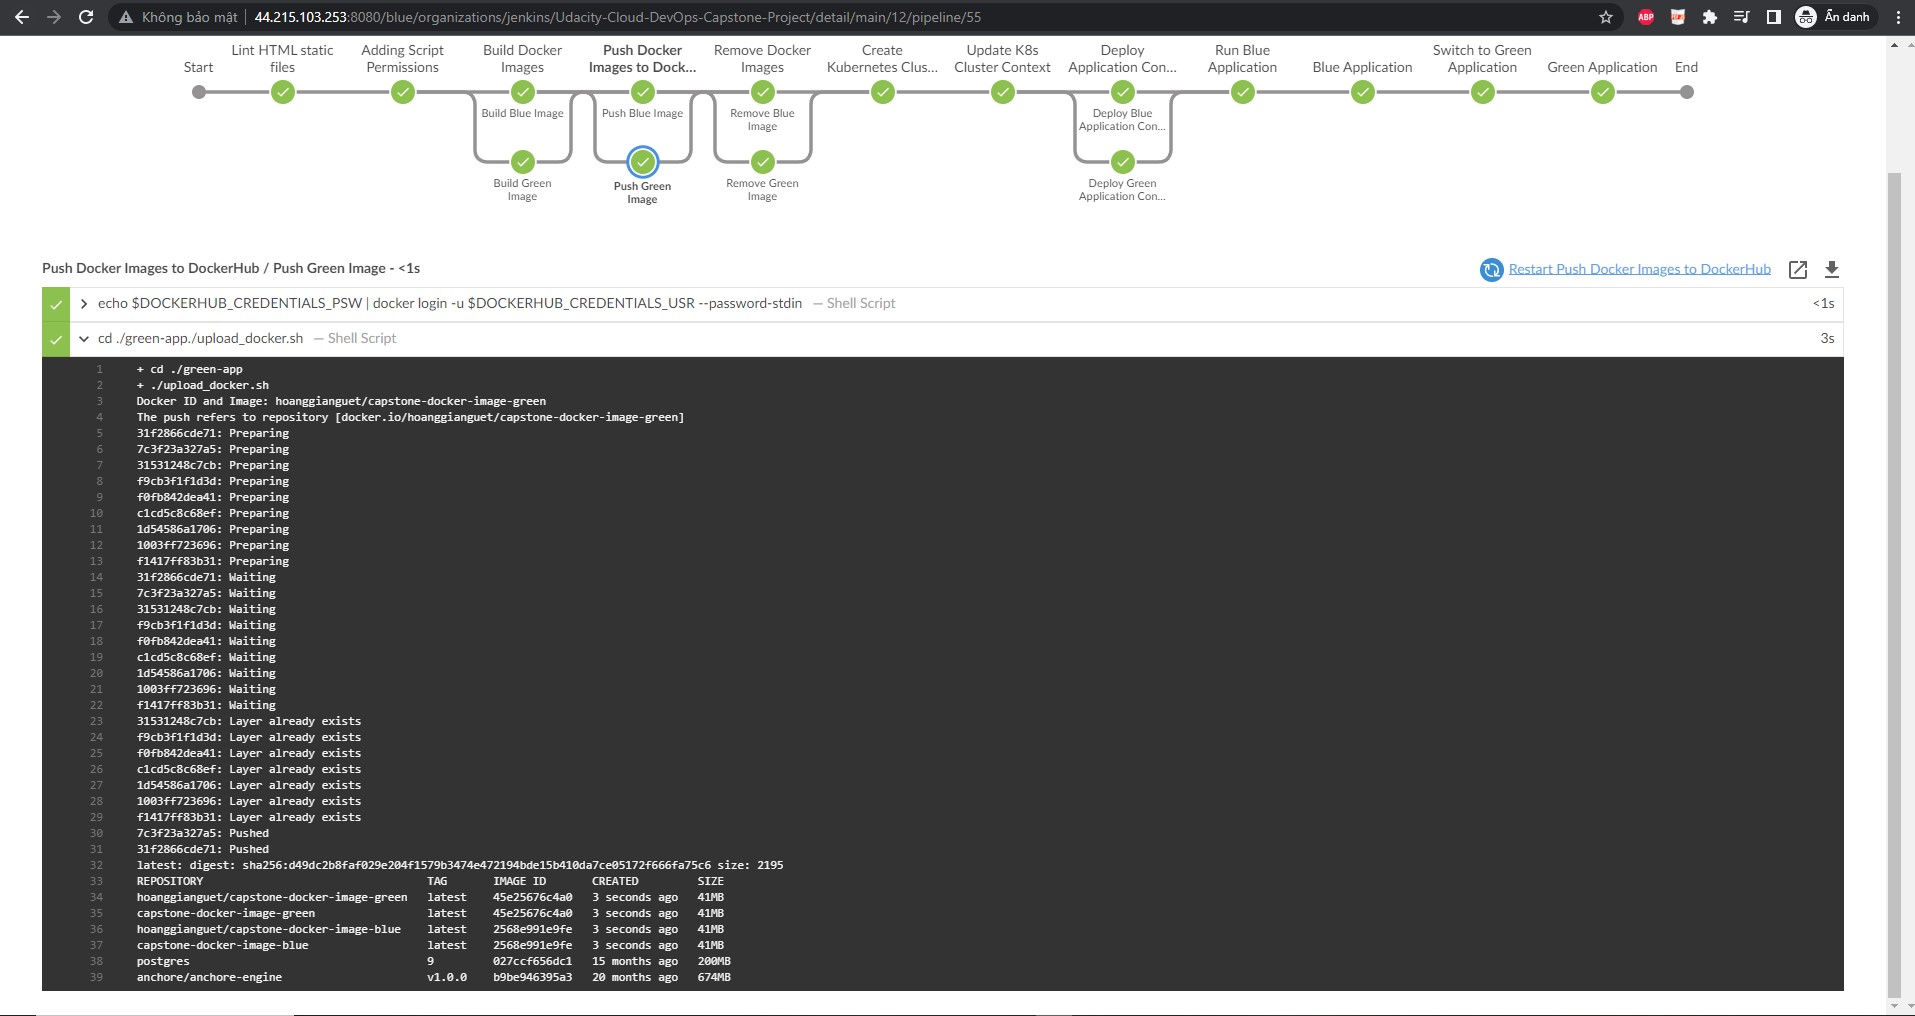 Không bảo mật | 44.215.103.253:8080/blue/organizations/jenkins/Udacity-Cloud-DevOps-Capstone-Project/detail/main/12/pipeline/55
ABP
Ẩn danh
Start
Lint HTML static
files
Adding Script
Permissions
Build Docker
Images
Push Docker
Images to Dock...
Remove Docker
Images
Create
Kubernetes Clus...
Update K8s
Cluster Context
Deploy
Application Con...
Run Blue
Application
Blue Application
Switch to Green
Application
Green Application
End
Build Blue Image
Push Blue Image
Remove Blue
Image
Deploy Blue
Application Con...
Build Green
Image
Push Green
Image
Remove Green
Image
Deploy Green
Application Con...
Push Docker Images to DockerHub / Push Green Image - <1s
Restart Push Docker Images to DockerHub
echo $DOCKERHUB_CREDENTIALS_PSW | docker login -u $DOCKERHUB_CREDENTIALS_USR --password-stdin — Shell Script <1s
cd ./green-app./upload_docker.sh — Shell Script 3s
1 + cd ./green-app
2 + ./upload_docker.sh
3 Docker ID and Image: hoanggianguet/capstone-docker-image-green
4 The push refers to repository [docker.io/hoanggianguet/capstone-docker-image-green]
5 31f2866cde71: Preparing
6 7c3f23a327a5: Preparing
7 31531248c7cb: Preparing
8 f9cb3f1f1d3d: Preparing
9 f0fb842dea41: Preparing
10 c1cd5c8c68ef: Preparing
11 1d54586a1706: Preparing
12 1003ff723696: Preparing
13 f1417ff83b31: Preparing
14 31f2866cde71: Waiting
15 7c3f23a327a5: Waiting
16 31531248c7cb: Waiting
17 f9cb3f1f1d3d: Waiting
18 f0fb842dea41: Waiting
19 c1cd5c8c68ef: Waiting
20 1d54586a1706: Waiting
21 1003ff723696: Waiting
22 f1417ff83b31: Waiting
23 31531248c7cb: Layer already exists
24 f9cb3f1f1d3d: Layer already exists
25 f0fb842dea41: Layer already exists
26 c1cd5c8c68ef: Layer already exists
27 1d54586a1706: Layer already exists
28 1003ff723696: Layer already exists
29 f1417ff83b31: Layer already exists
30 7c3f23a327a5: Pushed
31 31f2866cde71: Pushed
32 latest: digest: sha256:d49dc2b8faf029e204f1579b3474e472194bde15b410da7ce05172f666fa75c6 size: 2195
33 REPOSITORY TAG IMAGE ID CREATED SIZE
34 hoanggianguet/capstone-docker-image-green latest 45e25676c4a0 3 seconds ago 41MB
35 capstone-docker-image-green latest 45e25676c4a0 3 seconds ago 41MB
36 hoanggianguet/capstone-docker-image-blue latest 2568e991e9fe 3 seconds ago 41MB
37 capstone-docker-image-blue latest 2568e991e9fe 3 seconds ago 41MB
38 postgres 9 027ccf656dc1 15 months ago 200MB
39 anchore/anchore-engine v1.0.0 b9be946395a3 20 months ago 674MB